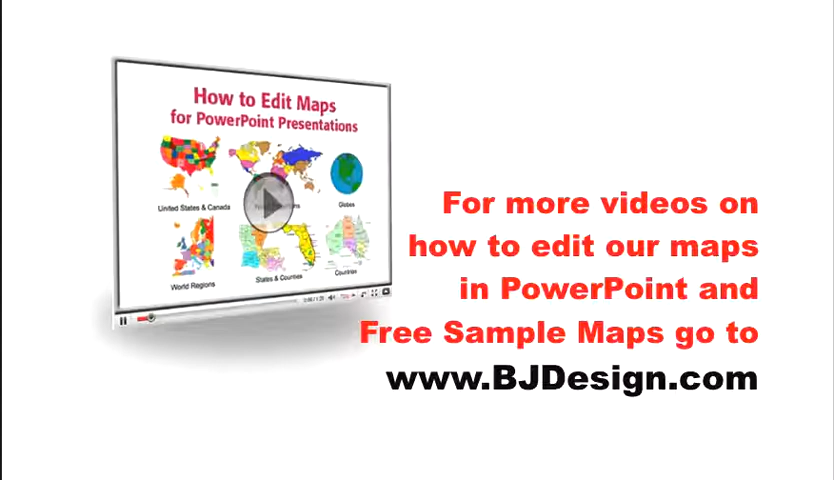 How to Edit Maps
for PowerPoint Presentations
United States & Canada
Globes
World Regions
States & Counties
Countries
For more videos on
how to edit our maps
in PowerPoint and
Free Sample Maps go to
www.BJDesign.com